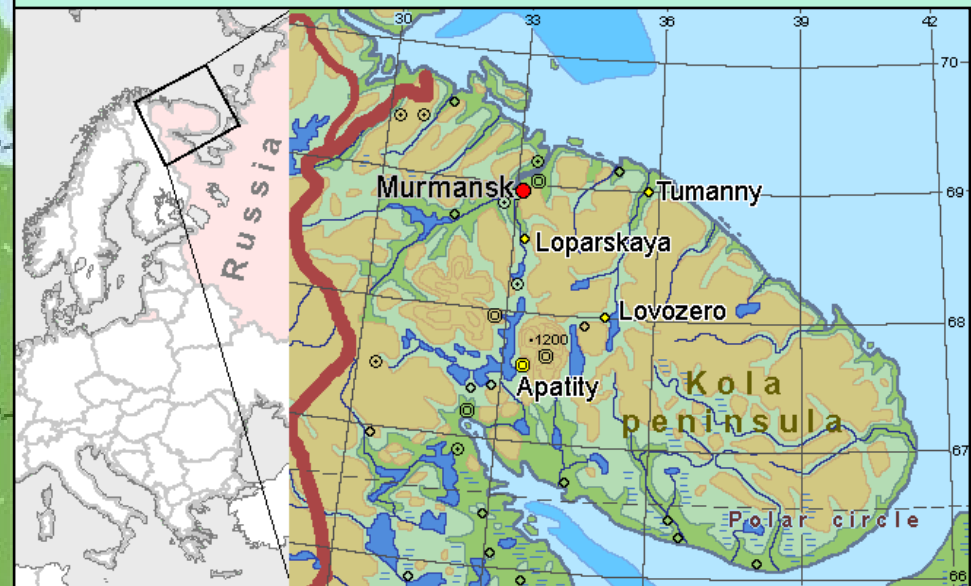 30
33
36
39
42
70
Murmansk
69
Tumanny
Loparskaya
Russia
Lovozero
68
•1200
Apatity
Kola
peninsula
67
Polar circle
66